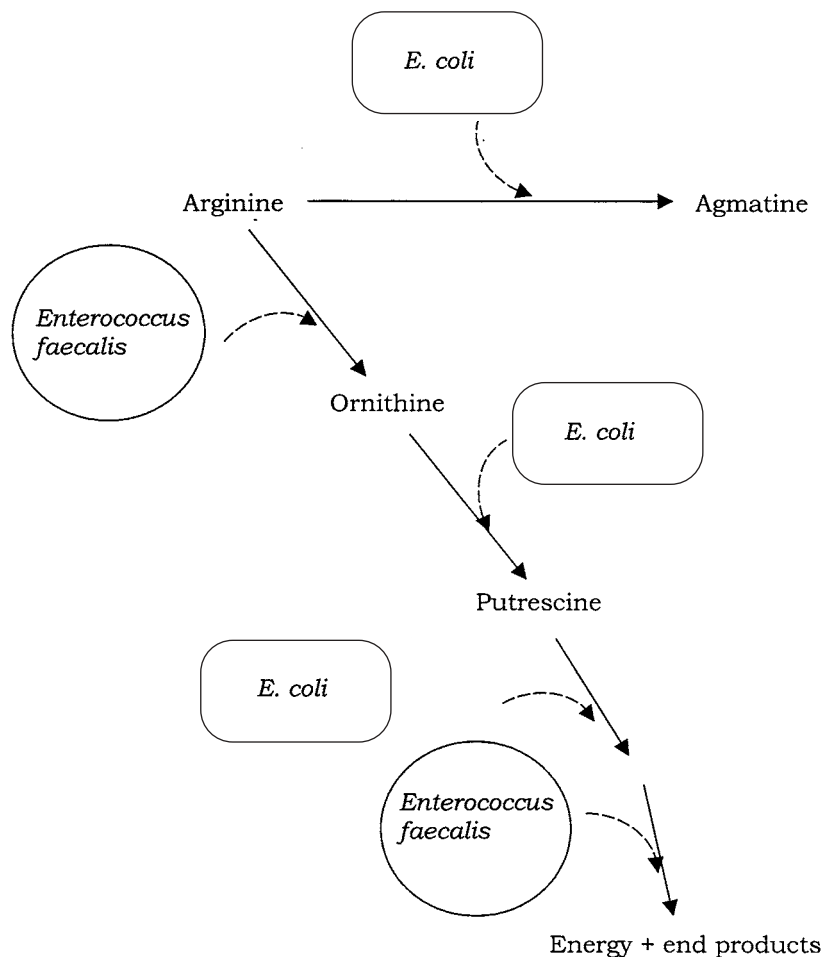 E. coli
Arginine
Agmatine
Enterococcus
faecalis
Ornithine
E. coli
Putrescine
E. coli
Enterococcus
faecalis
Energy + end products